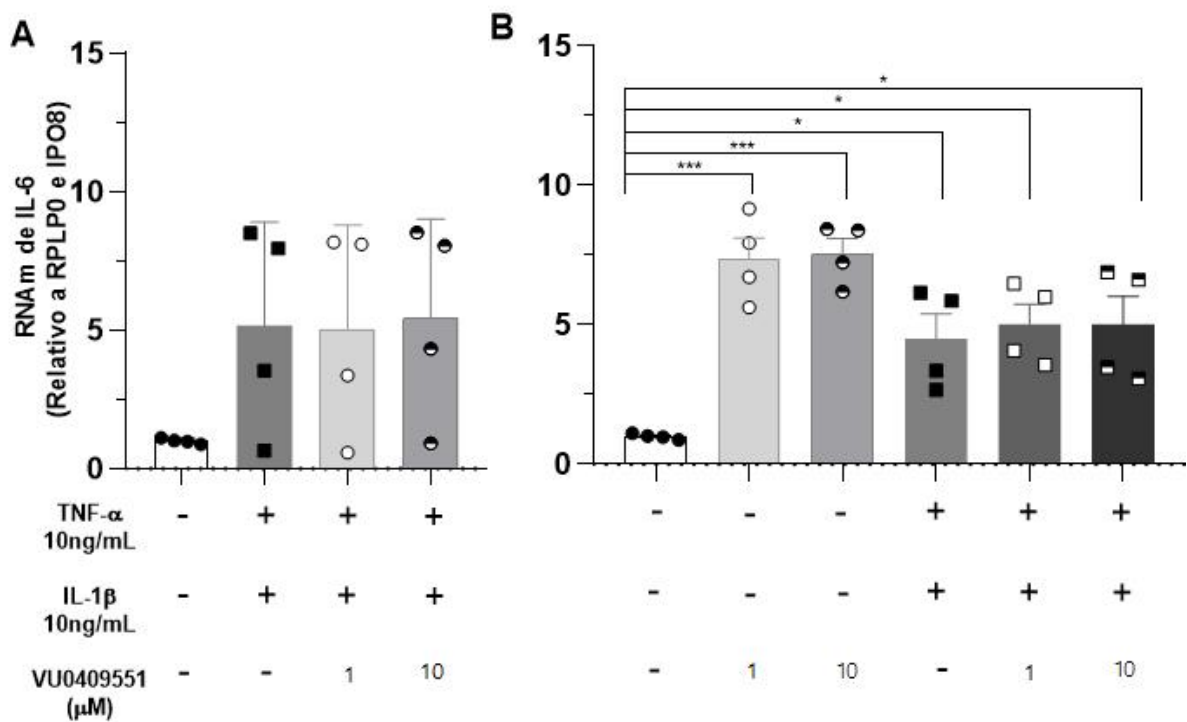 A
B
RNAm de IL-6
(Relativo a RPLP0 e IPO8)
15
10
5
0
15
10
5
0
*
*
*
***
***
TNF-α
10ng/mL
- + + +
- - - + + +
IL-1β
10ng/mL
- + + +
- - - + + +
VU0409551
(μM)
- - 1 10
- 1 10 - 1 10